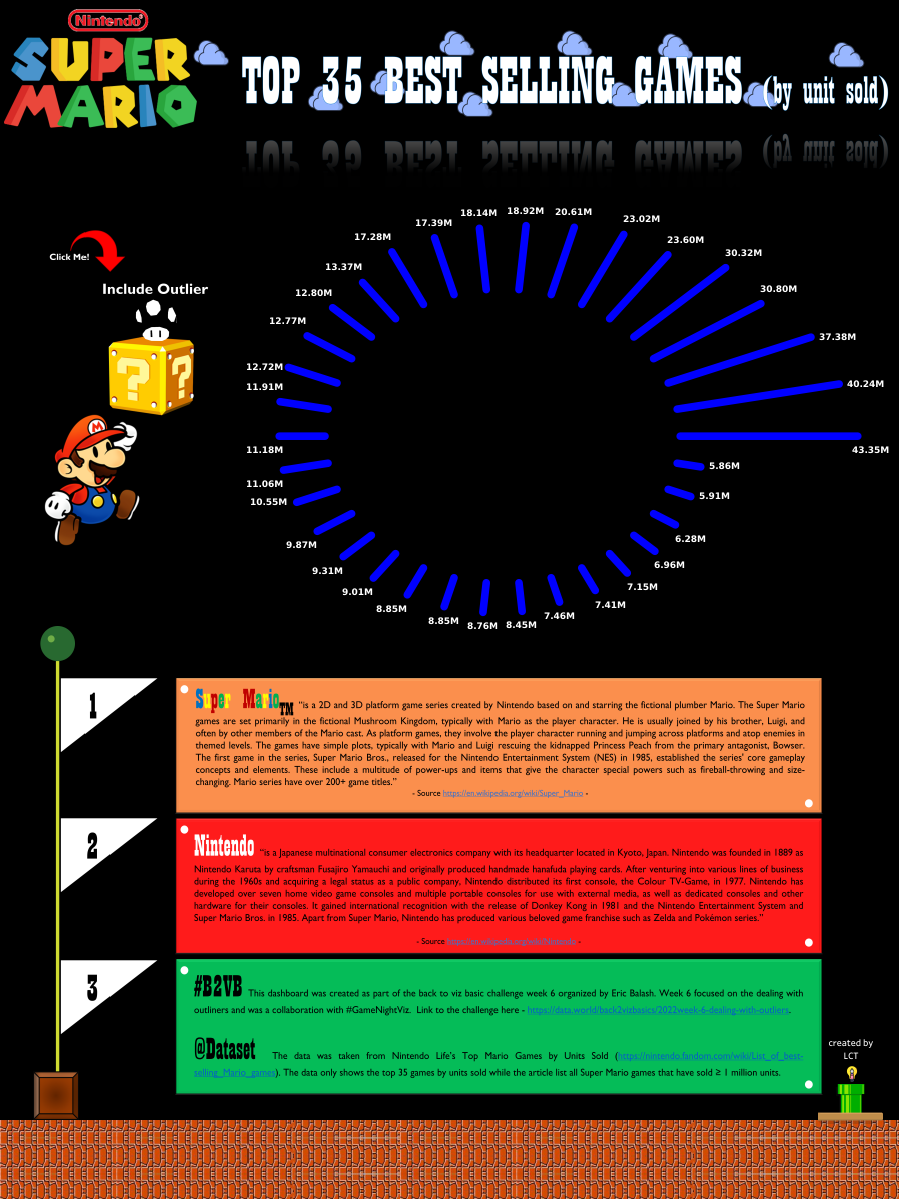 Nintendo®
SUPER
MARIO
TOP 35 BEST SELLING GAMES (by unit sold)
Click Me!
Include Outlier
17.28M
17.39M
18.14M
18.92M
20.61M
23.02M
23.60M
30.32M
30.80M
37.38M
40.24M
43.35M
5.86M
5.91M
6.28M
6.96M
7.15M
7.41M
7.46M
8.45M
8.76M
8.85M
8.85M
9.01M
9.31M
9.87M
10.55M
11.06M
11.18M
11.91M
12.72M
12.77M
12.80M
13.37M
1
Super Mario TM "is a 2D and 3D platform game series created by Nintendo based on and starring the fictional plumber Mario. The Super Mario
games are set primarily in the fictional Mushroom Kingdom, typically with Mario as the player character. He is usually joined by his brother, Luigi, and
often by other members of the Mario cast. As platform games, they involve the player character running and jumping across platforms and atop enemies in
themed levels. The games have simple plots, typically with Mario and Luigi rescuing the kidnapped Princess Peach from the primary antagonist, Bowser.
The first game in the series, Super Mario Bros., released for the Nintendo Entertainment System (NES) in 1985, established the series' core gameplay
concepts and elements. These include a multitude of power-ups and items that give the character special powers such as fireball-throwing and size-
changing. Mario series have over 200+ game titles."
- Source https://en.wikipedia.org/wiki/Super_Mario -
2
Nintendo "is a Japanese multinational consumer electronics company with its headquarter located in Kyoto, Japan. Nintendo was founded in 1889 as
Nintendo Karuta by craftsman Fusajiro Yamauchi and originally produced handmade hanafuda playing cards. After venturing into various lines of business
during the 1960s and acquiring a legal status as a public company, Nintendo distributed its first console, the Colour TV-Game, in 1977. Nintendo has
developed over seven home video game consoles and multiple portable consoles for use with external media, as well as dedicated consoles and other
hardware for their consoles. It gained international recognition with the release of Donkey Kong in 1981 and the Nintendo Entertainment System and
Super Mario Bros. in 1985. Apart from Super Mario, Nintendo has produced various beloved game franchise such as Zelda and Pokémon series."
- Source https://en.wikipedia.org/wiki/Nintendo -
3
#B2VB This dashboard was created as part of the back to viz basic challenge week 6 organized by Eric Balash. Week 6 focused on the dealing with
outliners and was a collaboration with #GameNightViz. Link to the challenge here - https://data.world/back2vizbasics/2022week-6-dealing-with-outliers.
@Dataset The data was taken from Nintendo Life's Top Mario Games by Units Sold (https://nintendo.fandom.com/wiki/List_of_best-
selling_Mario_games). The data only shows the top 35 games by units sold while the article list all Super Mario games that have sold ≥ 1 million units.
created by
LCT